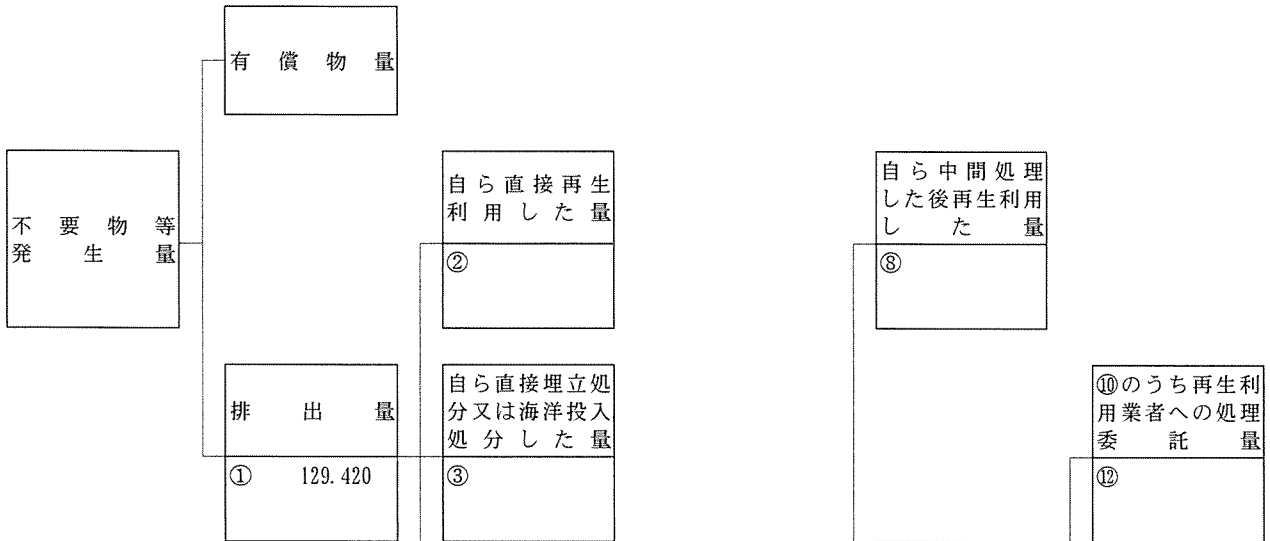 有償物量
不要物等
発生量
自ら直接再生
利用した量
②
自ら中間処理
した後再生利用
した量
⑧
排出量
① 129.420
自ら直接埋立処
分又は海洋投入
処分した量
③
⑩のうち再生利
用業者への処理
委託量
⑫